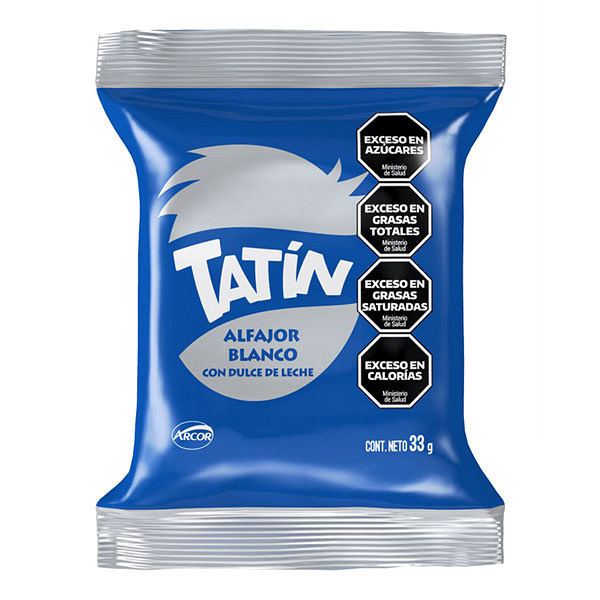 EXCESO EN
AZÚCARES
Ministerio
de Salud
EXCESO EN
GRASAS
TOTALES
Ministerio
de Salud
TATÍN
EXCESO EN
GRASAS
SATURADAS
Ministerio
de Salud
ALFAJOR
BLANCO
CON DULCE DE LECHE
EXCESO EN
CALORÍAS
Ministerio
de Salud
ARCOR
CONT. NETO 33 g